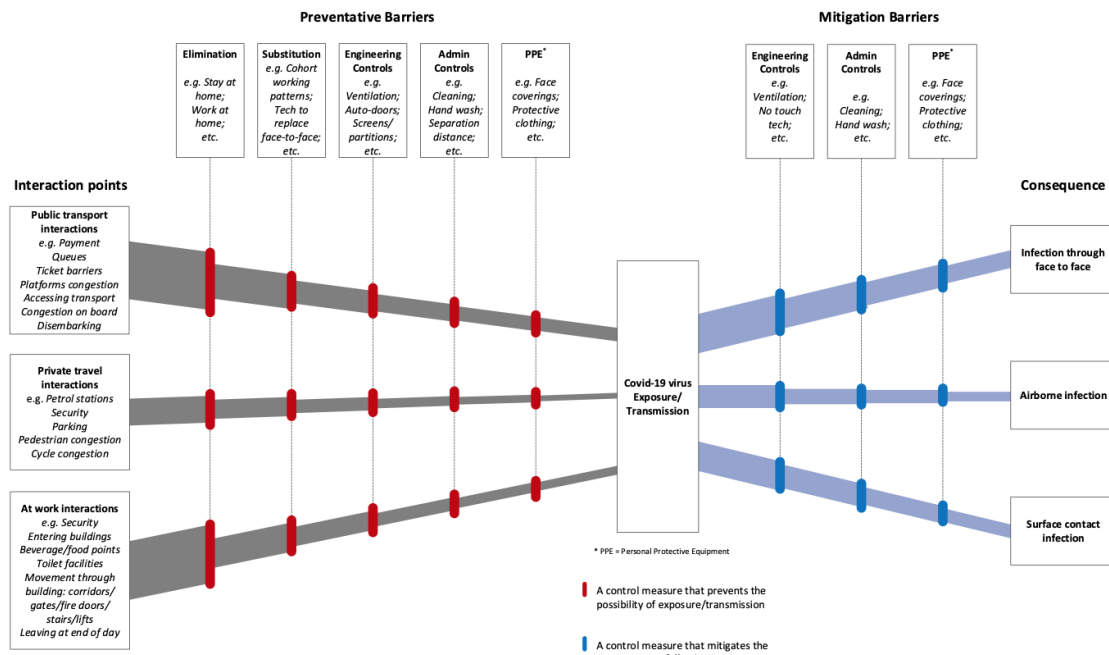 Preventative Barriers
Mitigation Barriers
Elimination
e.g. Stay at
home;
Work at
home;
etc.
Substitution
e.g. Cohort
working
patterns;
Tech to
replace
face-to-face;
etc.
Engineering
Controls
e.g.
Ventilation;
Auto-doors;
Screens/
partitions;
etc.
Admin
Controls
e.g.
Cleaning;
Hand wash;
Separation
distance;
etc.
PPE*
e.g. Face
coverings;
Protective
clothing;
etc.
Engineering
Controls
e.g.
Ventilation;
No touch
tech;
etc.
Admin
Controls
e.g.
Cleaning;
Hand wash;
etc.
PPE*
e.g. Face
coverings;
Protective
clothing;
etc.
Interaction points
Consequence
Public transport
interactions
e.g. Payment
Queues
Ticket barriers
Platforms congestion
Accessing transport
Congestion on board
Disembarking
Private travel
interactions
e.g. Petrol stations
Security
Parking
Pedestrian congestion
Cycle congestion
At work interactions
e.g. Security
Entering buildings
Beverage/food points
Toilet facilities
Movement through
building: corridors/
gates/fire doors/
stairs/lifts
Leaving at end of day
Covid-19 virus
Exposure/
Transmission
Infection through
face to face
Airborne infection
Surface contact
infection
* PPE = Personal Protective Equipment
A control measure that prevents the
possibility of exposure/transmission
A control measure that mitigates the